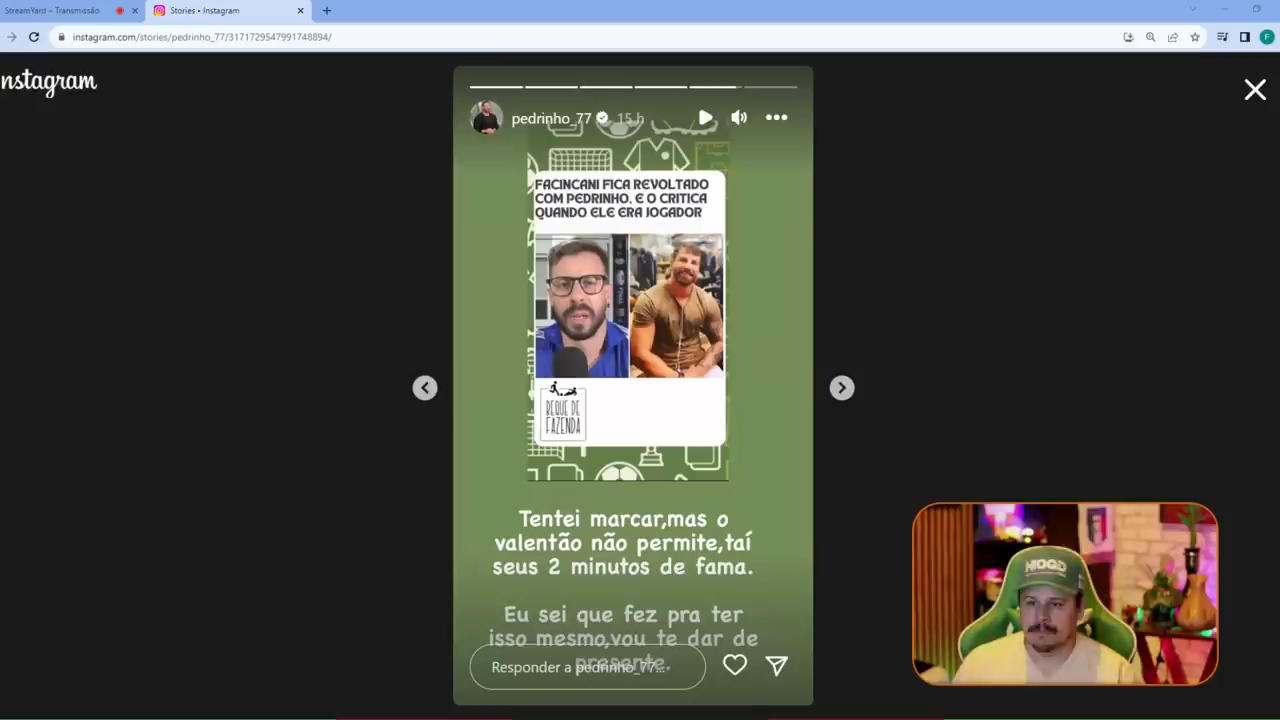 StreamYard – Transmissão
Stories • Instagram
instagram.com/stories/pedrinho_77/3171729547991748894/
F
nstagram
pedrinho_77 15 h
FACINCANI FICA REVOLTADO
COM PEDRINHO. E O CRITICA
QUANDO ELE ERA JOGADOR
BEQUE DE
FAZENDA
Tentei marcar,mas o
valentão não permite,taí
seus 2 minutos de fama.
Eu sei que fez pra ter
isso mesmo,vou te dar de
presente.
Responder a pedrinho_77...